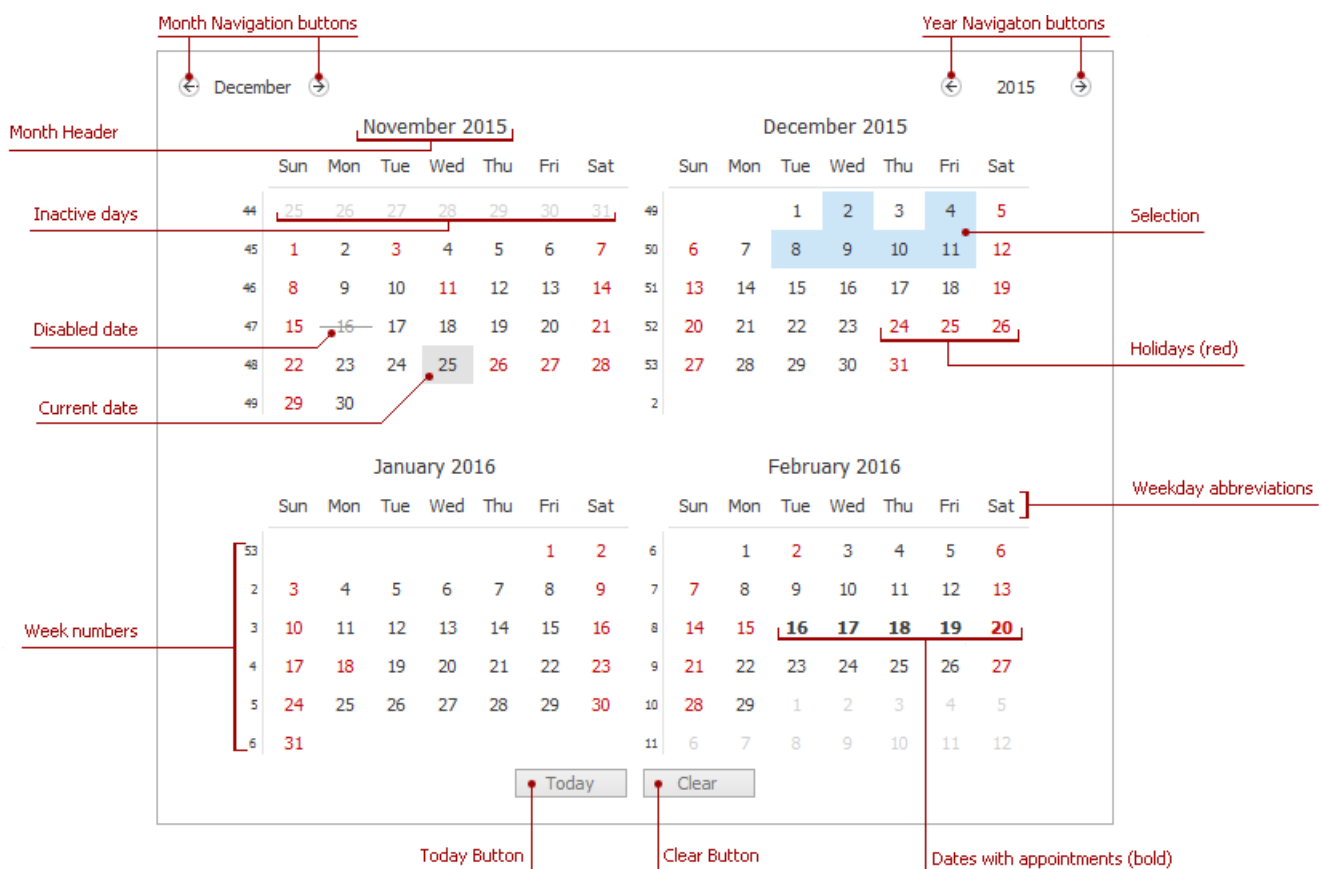 Month Navigation buttons Year Navigaton buttons
December 2015
Month Header November 2015 December 2015
Sun Mon Tue Wed Thu Fri Sat Sun Mon Tue Wed Thu Fri Sat
Inactive days 44 25 26 27 28 29 30 31 49 1 2 3 4 5 Selection
45 1 2 3 4 5 6 7 50 6 7 8 9 10 11 12
46 8 9 10 11 12 13 14 51 13 14 15 16 17 18 19
Disabled date 47 15 16 17 18 19 20 21 52 20 21 22 23 24 25 26
Holidays (red)
48 22 23 24 25 26 27 28 53 27 28 29 30 31
Current date 49 29 30 2
January 2016 February 2016
Weekday abbreviations
Sun Mon Tue Wed Thu Fri Sat Sun Mon Tue Wed Thu Fri Sat
53 1 2 6 1 2 3 4 5 6
2 3 4 5 6 7 8 9 7 7 8 9 10 11 12 13
Week numbers 3 10 11 12 13 14 15 16 8 14 15 16 17 18 19 20
4 17 18 19 20 21 22 23 9 21 22 23 24 25 26 27
5 24 25 26 27 28 29 30 10 28 29 1 2 3 4 5
6 31 11 6 7 8 9 10 11 12
Today Clear
Today Button Clear Button Dates with appointments (bold)